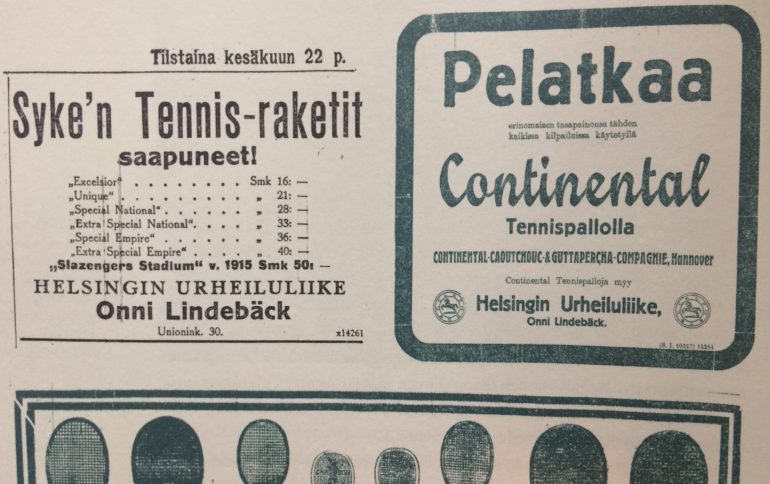 Tiistaina kesäkuun 22 p.
Syke'n Tennis-raketit
saapuneet!
„Excelsior“ . . . . . . . Smk 16: —
„Unique“ . . . . . . . . „ 21: —
„Special National“ . . . . . „ 28: —
„Extra Special National“. . . . „ 33: —
„Special Empire“ . . . . . „ 36: —
„Extra Special Empire“ . . . . „ 40: —
„Slazengers Stadium“ v. 1915 Smk 50: —
HELSINGIN URHEILULIIKE
Onni Lindebäck
Unionink. 30. x14261
Pelatkaa
erinomaisen tasapainonsa tähden
kaikissa kilpailuissa käytetyllä
Continental
Tennispallolla
CONTINENTAL-CAOUTCHOUC-& GUTTAPERCHA-COMPAGNIE, Hannover
Continental Tennispalloja myy
Helsingin Urheiluliike,
Onni Lindebäck.